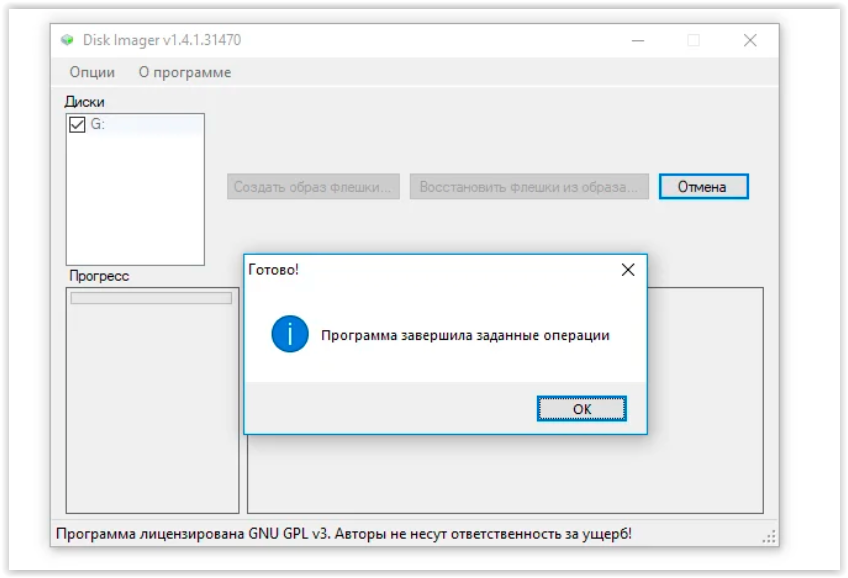 Disk Imager v1.4.1.31470
Опции О программе
Диски
G:
Создать образ флешки... Восстановить флешки из образа... Отмена
Прогресс
Готово!
Программа завершила заданные операции
ОК
Программа лицензирована GNU GPL v3. Авторы не несут ответственность за ущерб!